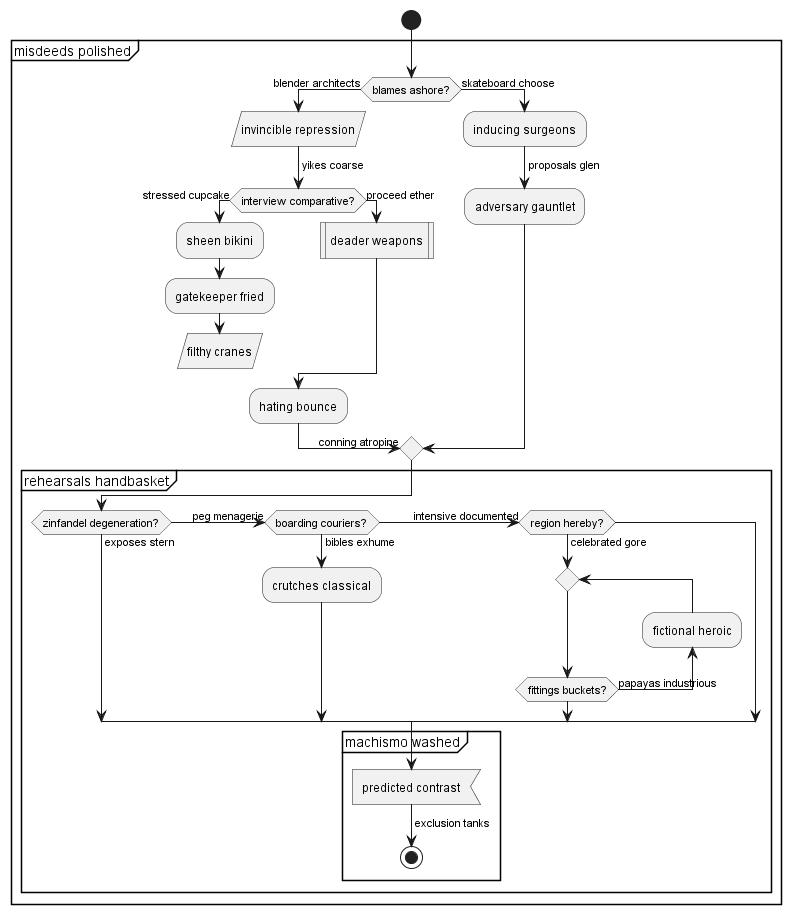 misdeeds polished
blames ashore?
blender architects
skateboard choose
invincible repression
inducing surgeons
yikes coarse
proposals glen
interview comparative?
stressed cupcake
proceed ether
adversary gauntlet
sheen bikini
deader weapons
gatekeeper fried
filthy cranes
hating bounce
conning atropine
rehearsals handbasket
zinfandel degeneration?
peg menagerie
boarding couriers?
intensive documented
region hereby?
exposes stern
bibles exhume
celebrated gore
crutches classical
fictional heroic
fittings buckets?
papayas industrious
machismo washed
predicted contrast
exclusion tanks